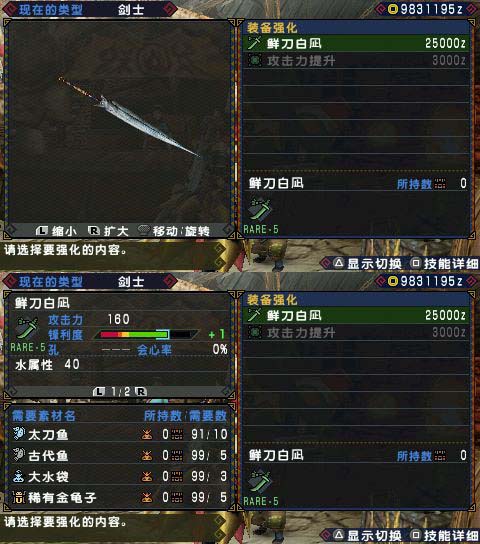 现在的类型 剑士
9831195z
装备强化
鲜刀白凪 25000z
攻击力提升 3000z
鲜刀白凪 所持数 0
RARE-5
L 缩小 R 扩大 移动/旋转
请选择要强化的内容。
△显示切换 □技能详细
现在的类型 剑士
9831195z
鲜刀白凪
攻击力 160
锋利度 +1
RARE-5
孔 --- 会心率 0%
水属性 40
L 1/2 R
装备强化
鲜刀白凪 25000z
攻击力提升 3000z
需要素材名 所持数 需要数
太刀鱼 0 91/10
古代鱼 0 99/ 5
大水袋 0 99/ 3
稀有金龟子 0 99/ 5
鲜刀白凪 所持数 0
RARE-5
请选择要强化的内容。
△显示切换 □技能详细